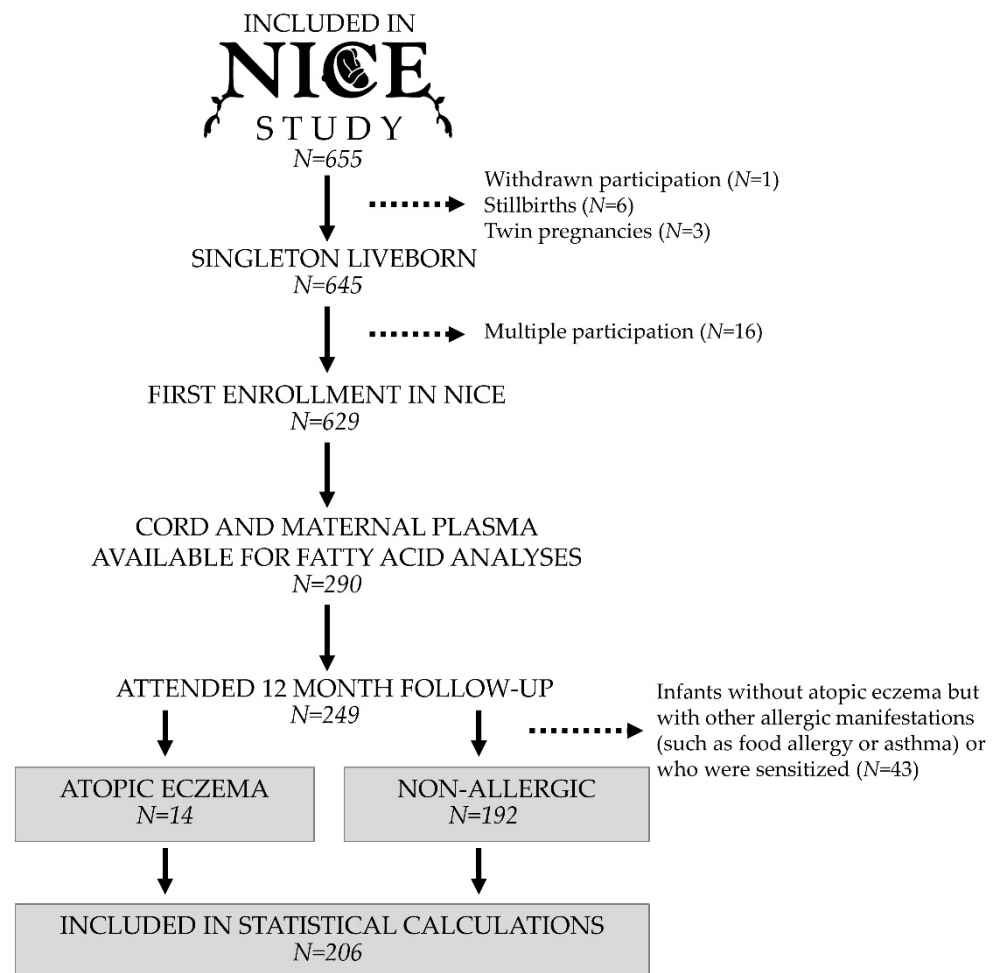 INCLUDED IN
NICE
STUDY
N=655
Withdrawn participation (N=1)
Stillbirths (N=6)
Twin pregnancies (N=3)
SINGLETON LIVEBORN
N=645
Multiple participation (N=16)
FIRST ENROLLMENT IN NICE
N=629
CORD AND MATERNAL PLASMA
AVAILABLE FOR FATTY ACID ANALYSES
N=290
ATTENDED 12 MONTH FOLLOW-UP
N=249
Infants without atopic eczema but
with other allergic manifestations
(such as food allergy or asthma) or
who were sensitized (N=43)
ATOPIC ECZEMA
N=14
NON-ALLERGIC
N=192
INCLUDED IN STATISTICAL CALCULATIONS
N=206